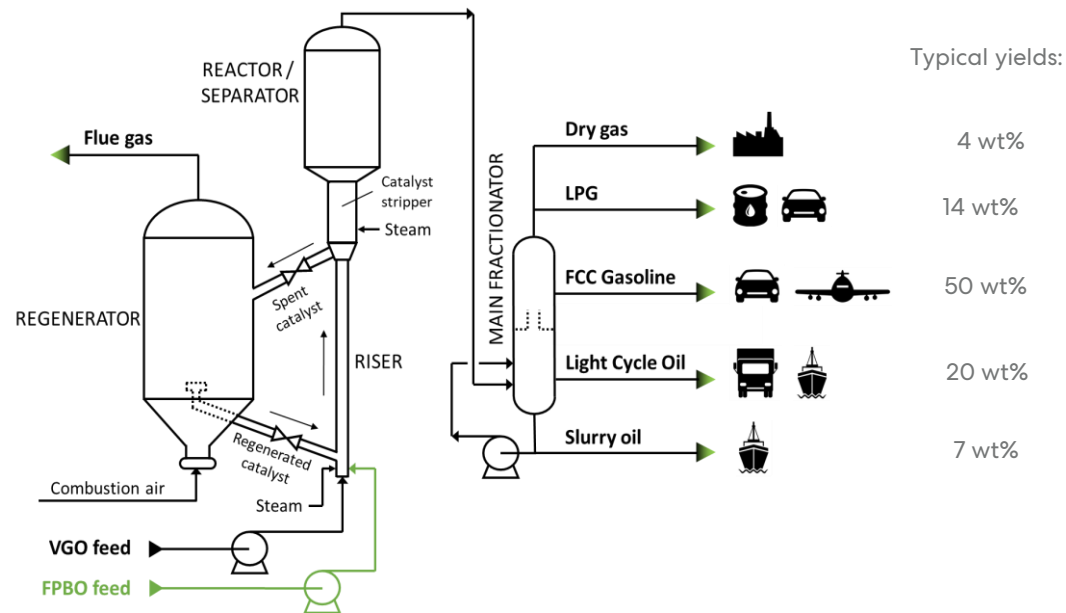 Typical yields:
REACTOR /
SEPARATOR
Flue gas
Dry gas
4 wt%
Catalyst
stripper
MAIN FRACTIONATOR
LPG
14 wt%
Steam
FCC Gasoline
50 wt%
Spent
catalyst
REGENERATOR
RISER
Light Cycle Oil
20 wt%
Regenerated
catalyst
Slurry oil
7 wt%
Combustion air
Steam
VGO feed
FPBO feed